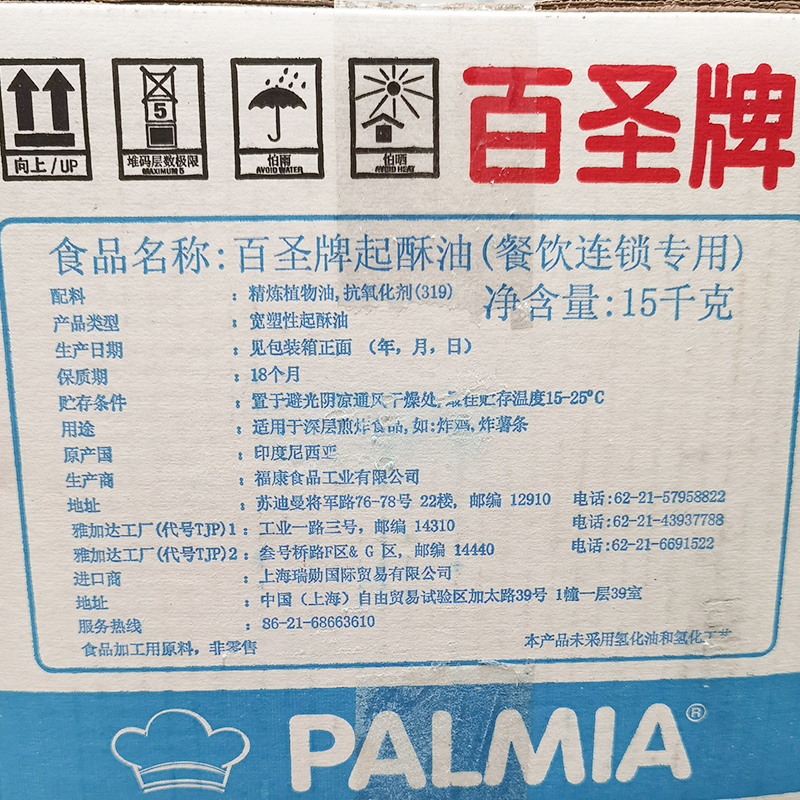 向上/UP
5
堆码层数极限
MAXIMUM 5
怕雨
AVOID WATER
怕晒
AVOID HEAT
百圣牌
食品名称:百圣牌起酥油(餐饮连锁专用)
配料:精炼植物油,抗氧化剂(319)
净含量:15千克
产品类型:宽塑性起酥油
生产日期:见包装箱正面 (年,月,日)
保质期:18个月
贮存条件:置于避光阴凉通风干燥处,最佳贮存温度15-25°C
用途:适用于深层煎炸食品,如:炸鸡,炸薯条
原产国:印度尼西亚
生产商:福康食品工业有限公司
地址:苏迪曼将军路76-78号 22楼, 邮编 12910 电话:62-21-57958822
雅加达工厂(代号TJP)1:工业一路三号, 邮编 14310 电话:62-21-43937788
雅加达工厂(代号TJP)2:叁号桥路F区& G 区, 邮编 14440 电话:62-21-6691522
进口商:上海瑞勋国际贸易有限公司
地址:中国 (上海) 自由贸易试验区加太路39号 1幢一层39室
服务热线:86-21-68663610
食品加工用原料, 非零售
本产品未采用氢化油和氢化工艺
PALMIA®